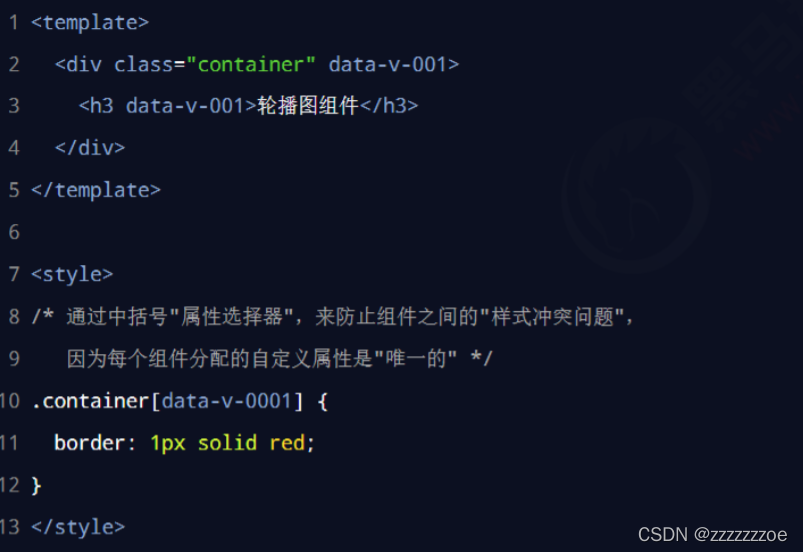 1 <template>
2   <div class="container" data-v-001>
3     <h3 data-v-001>轮播图组件</h3>
4   </div>
5 </template>
6
7 <style>
8 /* 通过中括号"属性选择器"，来防止组件之间的"样式冲突问题"，
9    因为每个组件分配的自定义属性是"唯一的" */
10 .container[data-v-0001] {
11   border: 1px solid red;
12 }
13 </style>
CSDN @zzzzzzzoe